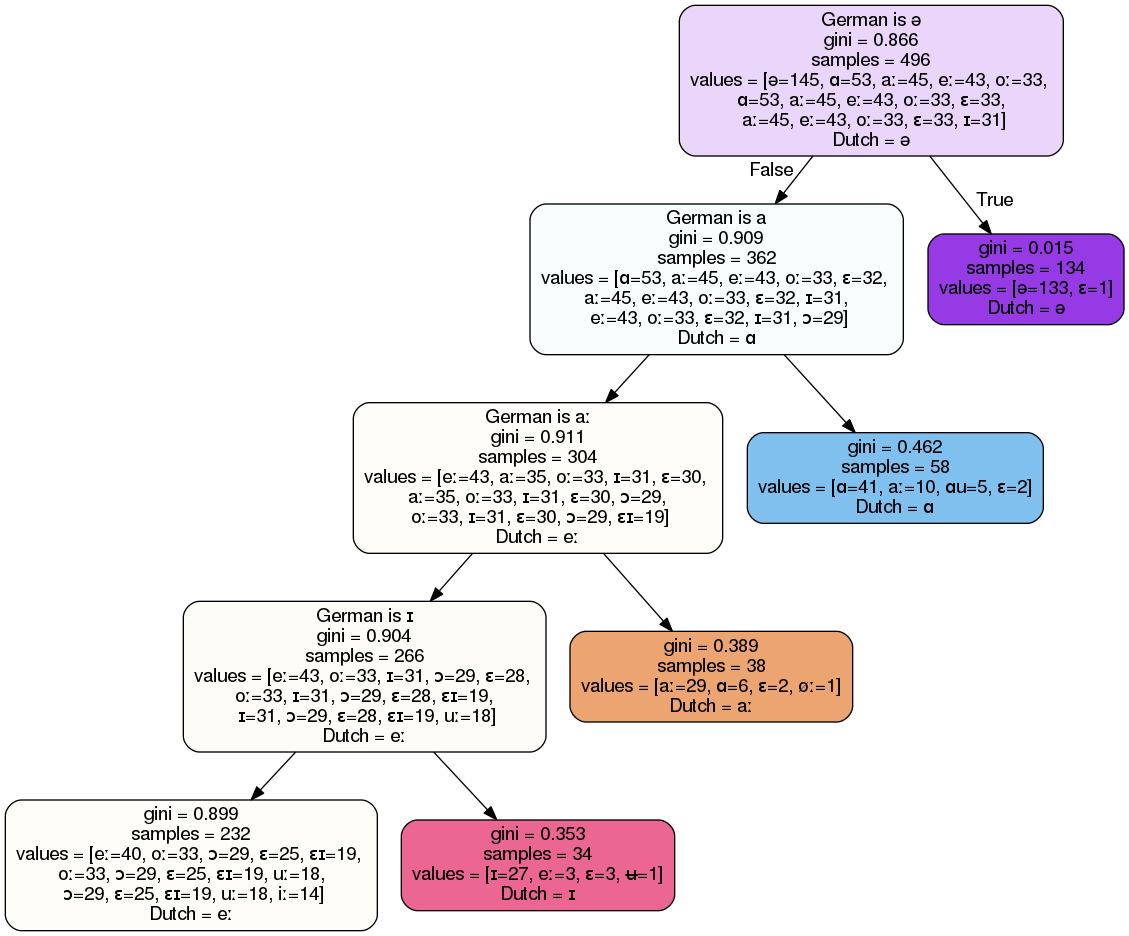 German is ə
gini = 0.866
samples = 496
values = [ə=145, ɑ=53, aː=45, eː=43, oː=33,
ɑ=53, aː=45, eː=43, oː=33, ɛ=33,
aː=45, eː=43, oː=33, ɛ=33, ɪ=31]
Dutch = ə
False
True
German is a
gini = 0.909
samples = 362
values = [ɑ=53, aː=45, eː=43, oː=33, ɛ=32,
aː=45, eː=43, oː=33, ɛ=32, ɪ=31,
eː=43, oː=33, ɛ=32, ɪ=31, ɔ=29]
Dutch = ɑ
gini = 0.015
samples = 134
values = [ə=133, ɛ=1]
Dutch = ə
German is aː
gini = 0.911
samples = 304
values = [eː=43, aː=35, oː=33, ɪ=31, ɛ=30,
aː=35, oː=33, ɪ=31, ɛ=30, ɔ=29,
oː=33, ɪ=31, ɛ=30, ɔ=29, ɛɪ=19]
Dutch = eː
gini = 0.462
samples = 58
values = [ɑ=41, aː=10, ɑu=5, ɛ=2]
Dutch = ɑ
German is ɪ
gini = 0.904
samples = 266
values = [eː=43, oː=33, ɪ=31, ɔ=29, ɛ=28,
oː=33, ɪ=31, ɔ=29, ɛ=28, ɛɪ=19,
ɪ=31, ɔ=29, ɛ=28, ɛɪ=19, uː=18]
Dutch = eː
gini = 0.389
samples = 38
values = [aː=29, ɑ=6, ɛ=2, øː=1]
Dutch = aː
gini = 0.899
samples = 232
values = [eː=40, oː=33, ɔ=29, ɛ=25, ɛɪ=19,
oː=33, ɔ=29, ɛ=25, ɛɪ=19, uː=18,
ɔ=29, ɛ=25, ɛɪ=19, uː=18, iː=14]
Dutch = eː
gini = 0.353
samples = 34
values = [ɪ=27, eː=3, ɛ=3, ʉ=1]
Dutch = ɪ